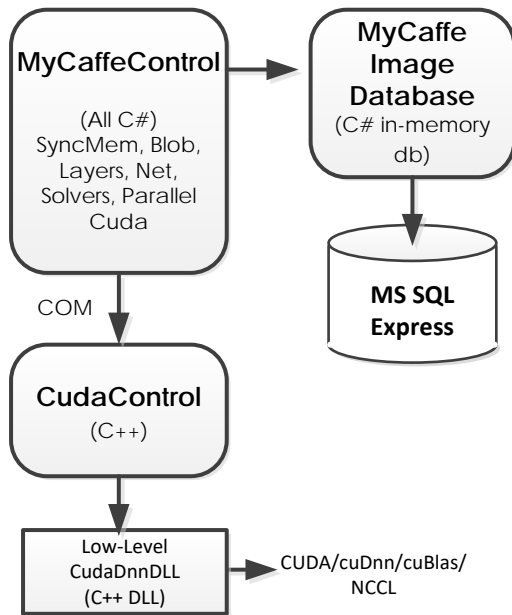 MyCaffeControl
(All C#)
SyncMem, Blob,
Layers, Net,
Solvers, Parallel
Cuda
MyCaffe
Image
Database
(C# in-memory
db)
MS SQL
Express
COM
CudaControl
(C++)
Low-Level
CudaDnnDLL
(C++ DLL)
CUDA/cuDnn/cuBlas/
NCCL